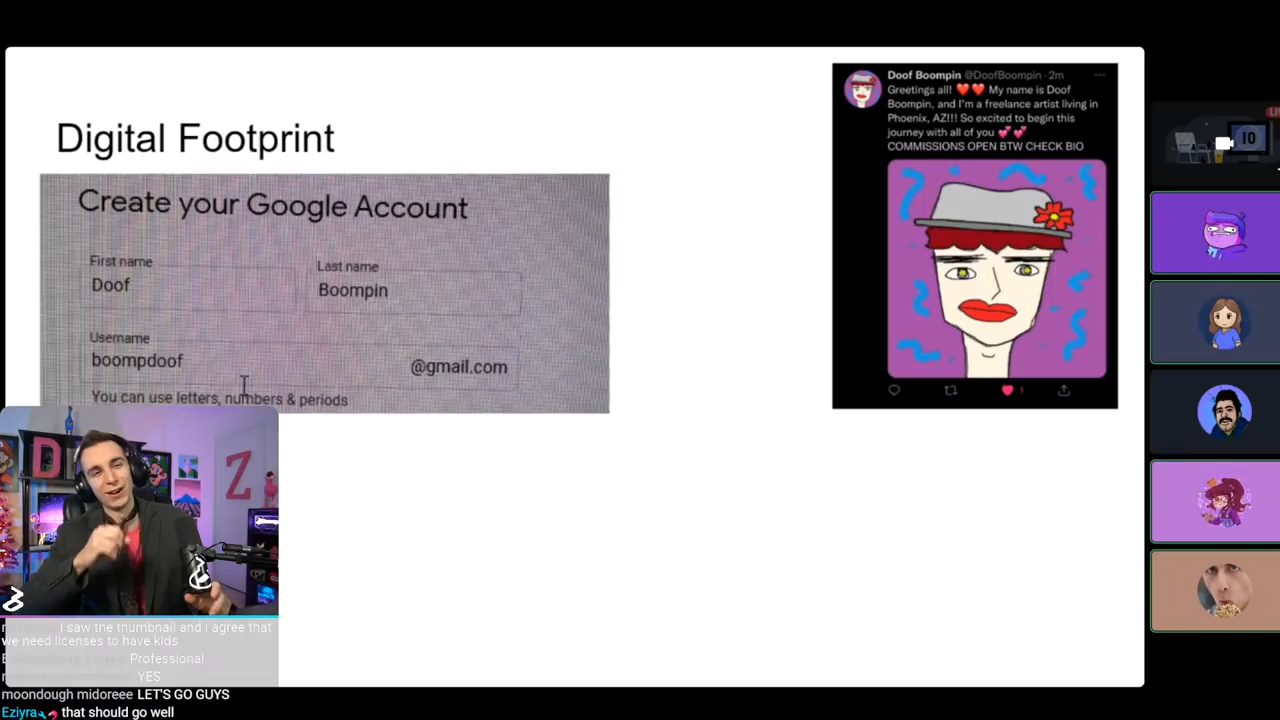 Digital Footprint
Create your Google Account
First name
Doof
Last name
Boompin
Username
boompdoof
@gmail.com
You can use letters, numbers & periods
Doof Boompin @DoofBoompin · 2m
Greetings all! ❤️❤️ My name is Doof
Boompin, and I'm a freelance artist living in
Phoenix, AZ!!! So excited to begin this
journey with all of you 💕💕
COMMISSIONS OPEN BTW CHECK BIO
1
10
D
Z
i saw the thumbnail and i agree that
we need licenses to have kids
Professional
YES
moondough midoreee LET'S GO GUYS
Eziyra that should go well